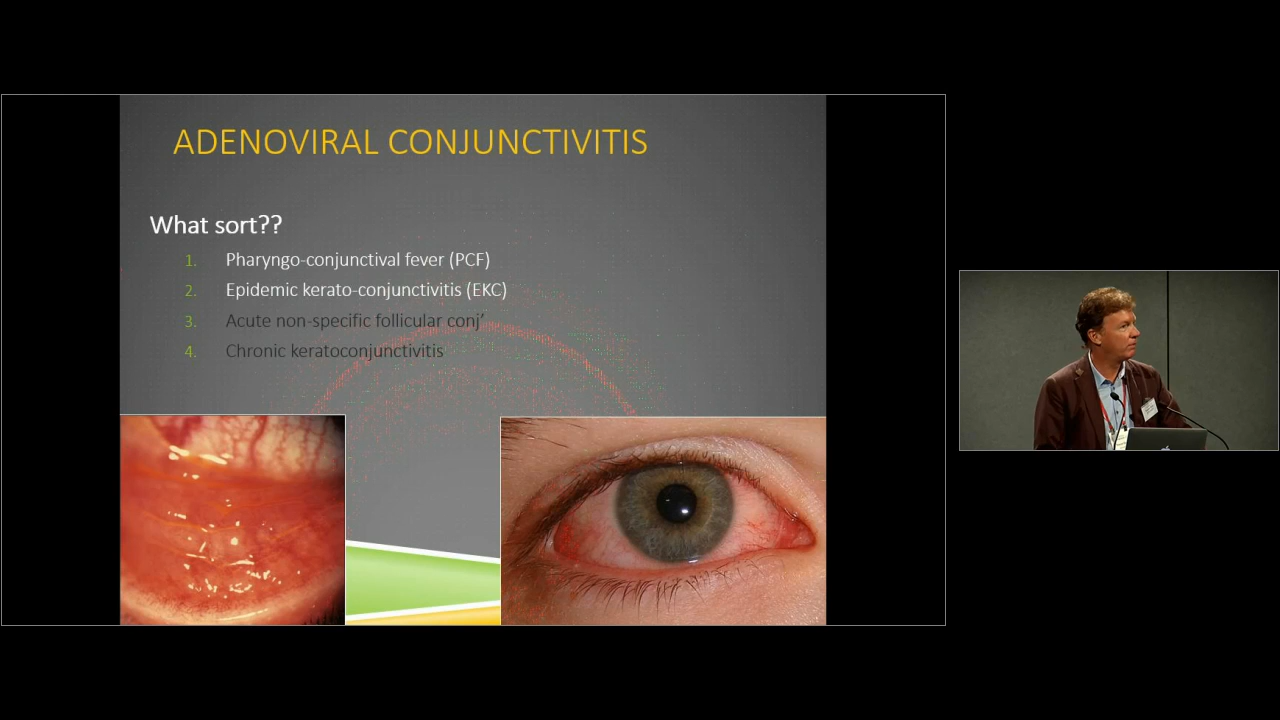 ADENOVIRAL CONJUNCTIVITIS
What sort??
1. Pharyngo-conjunctival fever (PCF)
2. Epidemic kerato-conjunctivitis (EKC)
3. Acute non-specific follicular conj’
4. Chronic keratoconjunctivitis